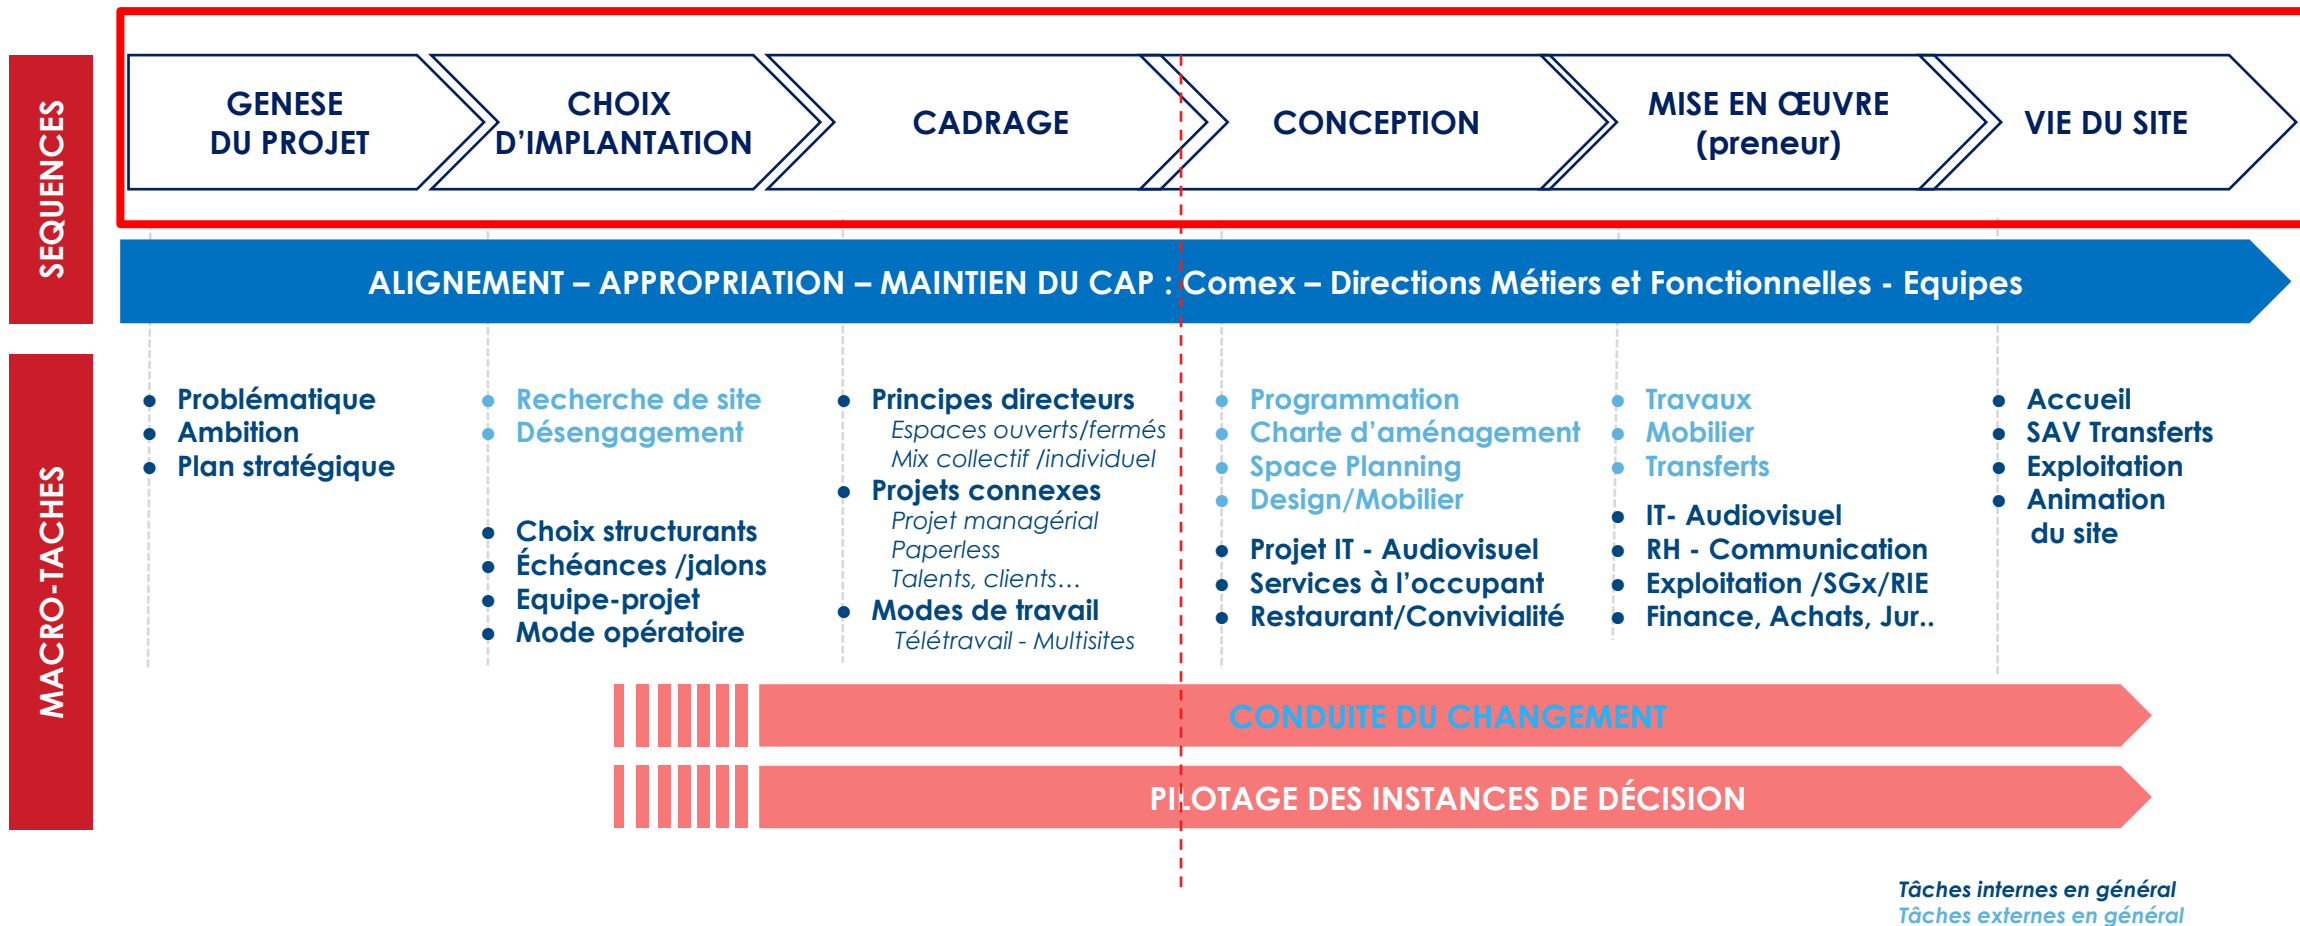 SEQUENCES
GENESE
DU PROJET
CHOIX
D'IMPLANTATION
CADRAGE
CONCEPTION
MISE EN ŒUVRE
(preneur)
VIE DU SITE
ALIGNEMENT – APPROPRIATION – MAINTIEN DU CAP : Comex – Directions Métiers et Fonctionnelles - Equipes
MACRO-TACHES
● Problématique
● Ambition
● Plan stratégique
● Recherche de site
● Désengagement
● Choix structurants
● Échéances /jalons
● Equipe-projet
● Mode opératoire
● Principes directeurs
Espaces ouverts/fermés
Mix collectif /individuel
● Projets connexes
Projet managérial
Paperless
Talents, clients…
● Modes de travail
Télétravail - Multisites
● Programmation
● Charte d'aménagement
● Space Planning
● Design/Mobilier
● Projet IT - Audiovisuel
● Services à l'occupant
● Restaurant/Convivialité
● Travaux
● Mobilier
● Transferts
● IT- Audiovisuel
● RH - Communication
● Exploitation /SGx/RIE
● Finance, Achats, Jur..
● Accueil
● SAV Transferts
● Exploitation
● Animation
du site
CONDUITE DU CHANGEMENT
PILOTAGE DES INSTANCES DE DÉCISION
Tâches internes en général
Tâches externes en général